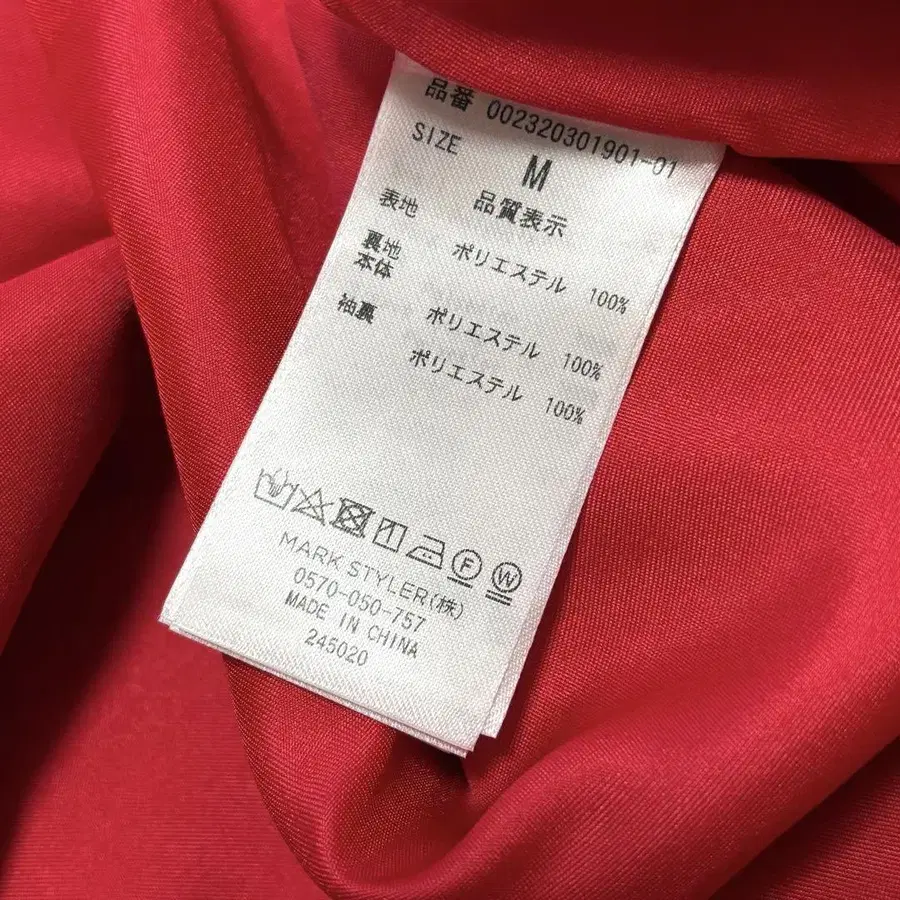 品番 002320301901-01
SIZE M
品質表示
表地 ポリエステル 100%
裏地
本体 ポリエステル 100%
袖裏 ポリエステル 100%
F W
MARK STYLER(株)
0570-050-757
MADE IN CHINA
245020